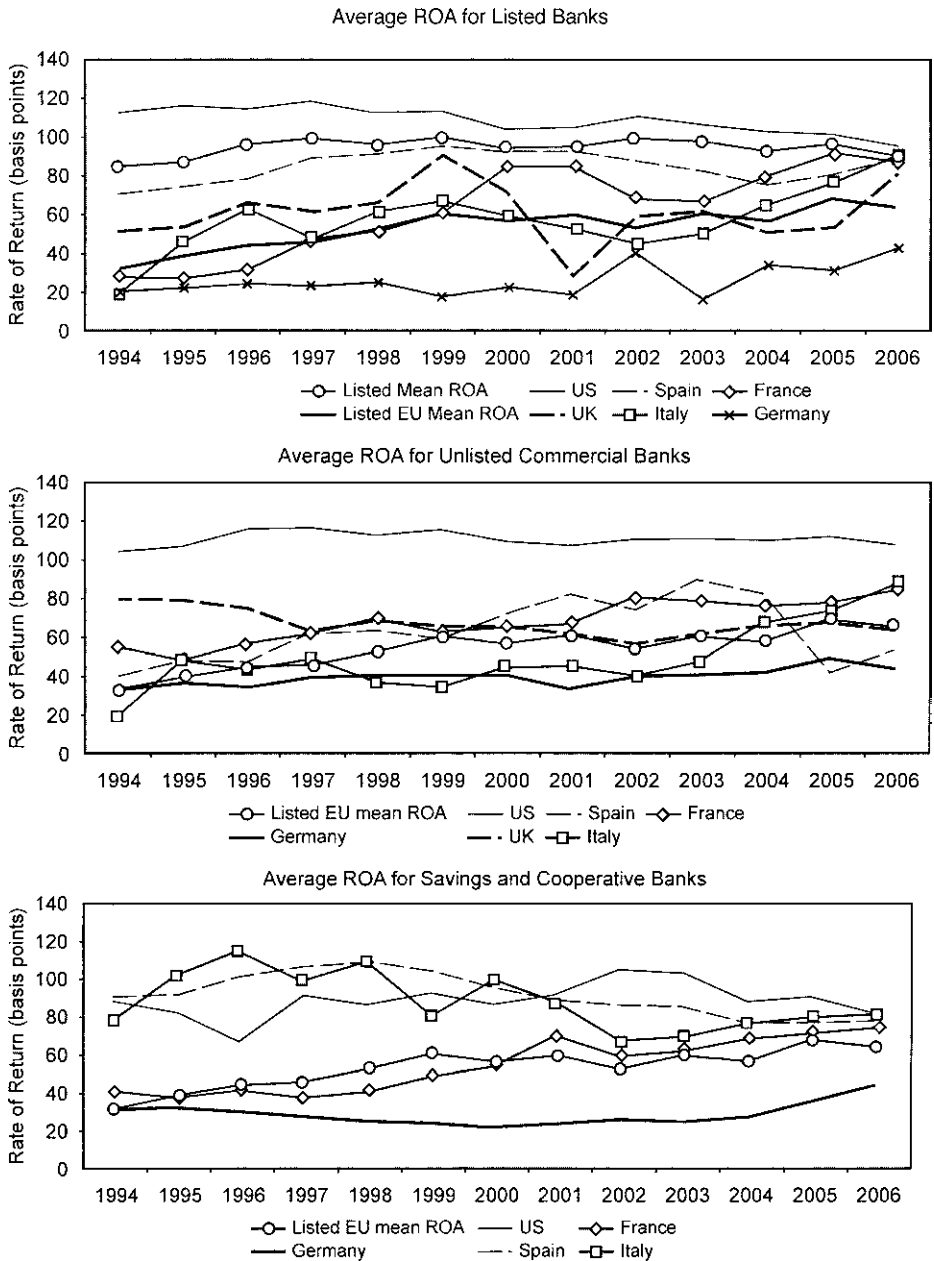 Average ROA for Listed Banks
Rate of Return (basis points)
140
120
100
80
60
40
20
0
1994 1995 1996 1997 1998 1999 2000 2001 2002 2003 2004 2005 2006
Listed Mean ROA US Spain France
Listed EU Mean ROA UK Italy Germany
Average ROA for Unlisted Commercial Banks
Rate of Return (basis points)
140
120
100
80
60
40
20
0
1994 1995 1996 1997 1998 1999 2000 2001 2002 2003 2004 2005 2006
Listed EU mean ROA US Spain France
Germany UK Italy
Average ROA for Savings and Cooperative Banks
Rate of Return (basis points)
140
120
100
80
60
40
20
0
1994 1995 1996 1997 1998 1999 2000 2001 2002 2003 2004 2005 2006
Listed EU mean ROA US France
Germany Spain Italy